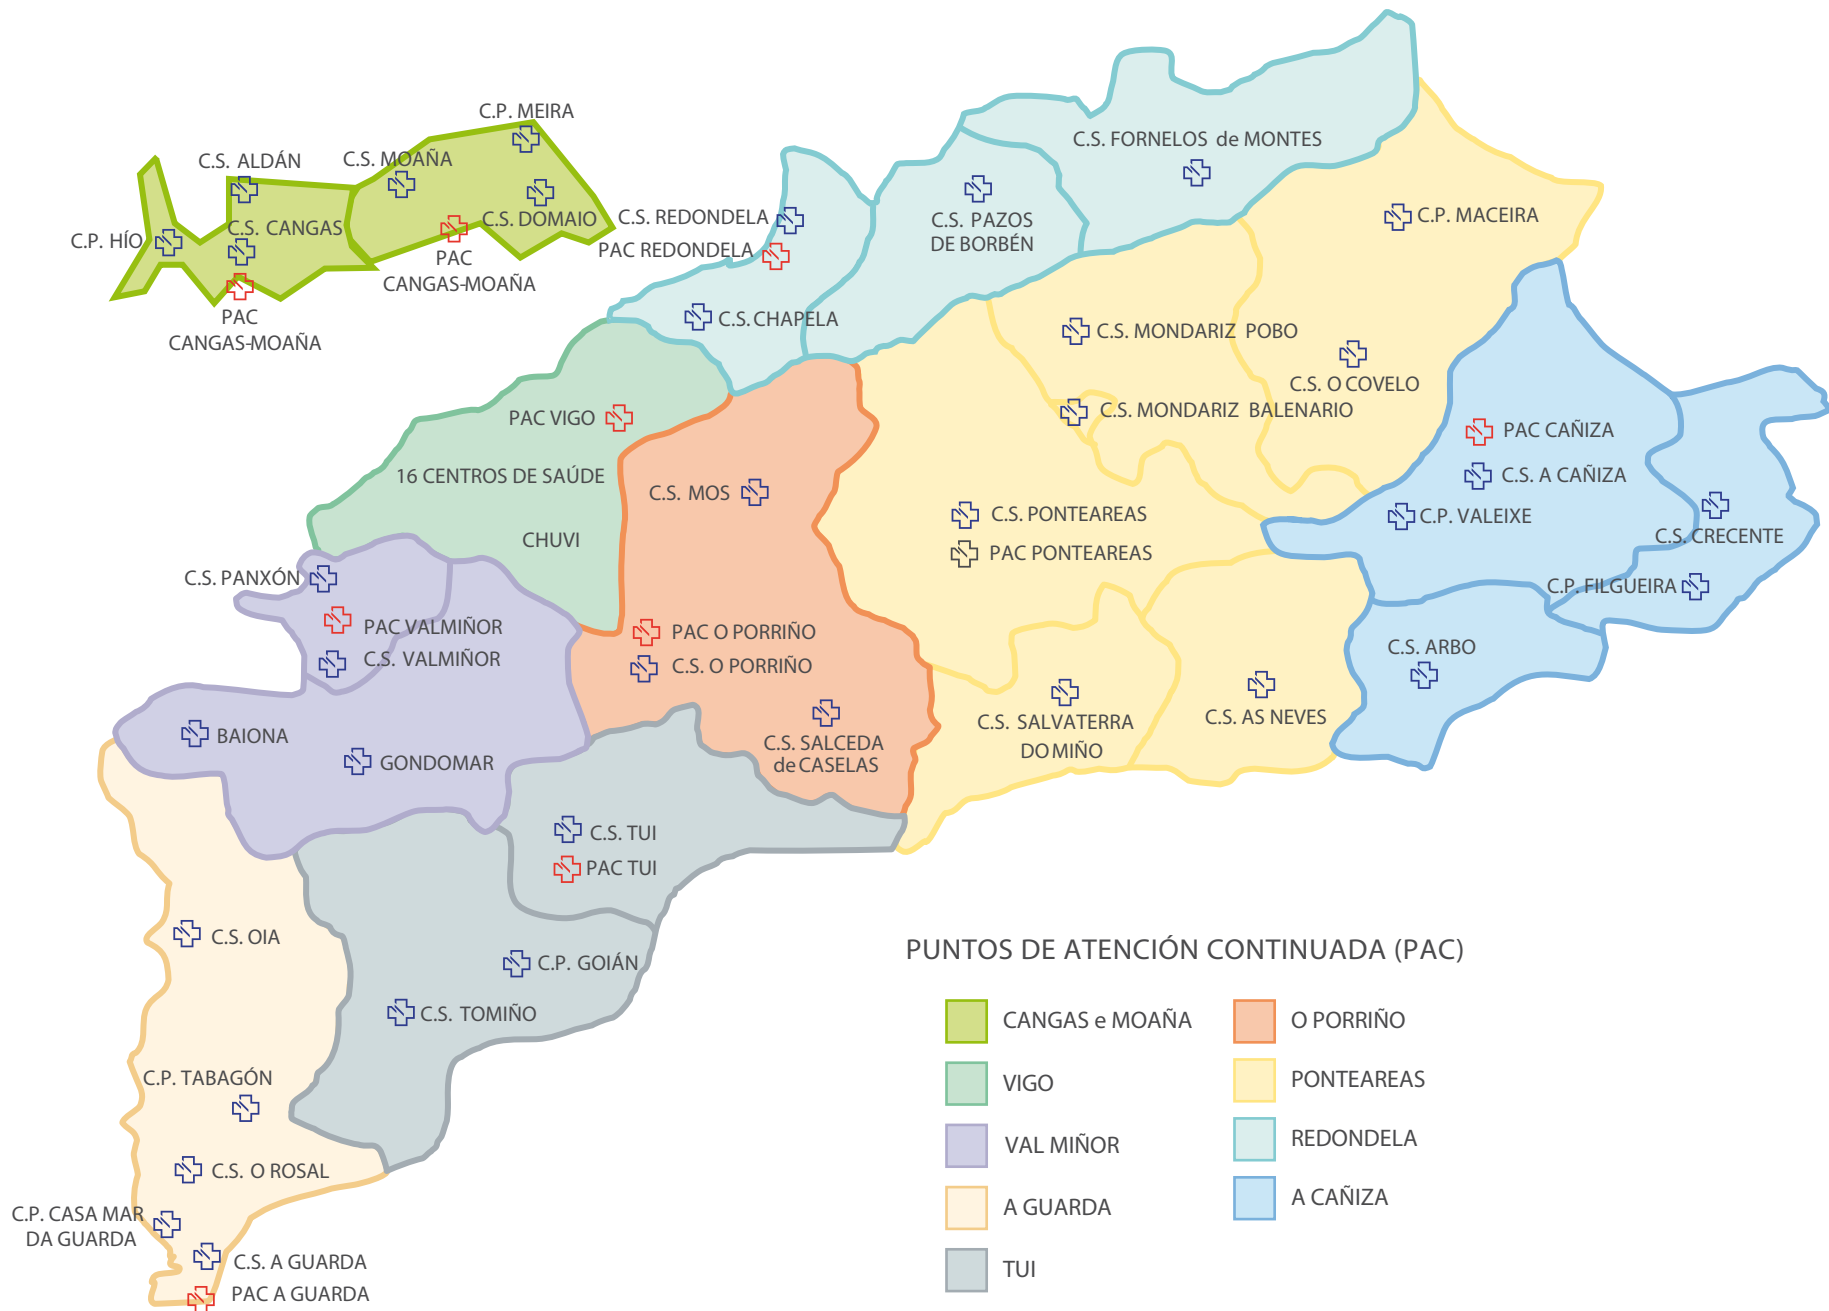 C.P. MEIRA
C.S. ALDÁN
C.S. MOAÑA
C.S. DOMAIO
C.S. CANGAS
C.P. HÍO
PAC
CANGAS-MOAÑA
PAC
CANGAS-MOAÑA
C.S. REDONDELA
PAC REDONDELA
C.S. CHAPELA
C.S. PAZOS
DE BORBÉN
C.S. FORNELOS de MONTES
C.P. MACEIRA
C.S. MONDARIZ POBO
C.S. O COVELO
C.S. MONDARIZ BALENARIO
PAC VIGO
16 CENTROS DE SAÚDE
CHUVI
C.S. MOS
C.S. PONTEAREAS
PAC PONTEAREAS
PAC CAÑIZA
C.S. A CAÑIZA
C.P. VALEIXE
C.S. CRECENTE
C.P. FILGUEIRA
C.S. ARBO
C.S. PANXÓN
PAC VALMIÑOR
C.S. VALMIÑOR
PAC O PORRIÑO
C.S. O PORRIÑO
C.S. SALCEDA
de CASELAS
C.S. SALVATERRA
DO MIÑO
C.S. AS NEVES
BAIONA
GONDOMAR
C.S. TUI
PAC TUI
C.S. OIA
C.P. GOIÁN
C.S. TOMIÑO
C.P. TABAGÓN
C.S. O ROSAL
C.P. CASA MAR
DA GUARDA
C.S. A GUARDA
PAC A GUARDA
PUNTOS DE ATENCIÓN CONTINUADA (PAC)
CANGAS e MOAÑA
VIGO
VAL MIÑOR
A GUARDA
TUI
O PORRIÑO
PONTEAREAS
REDONDELA
A CAÑIZA